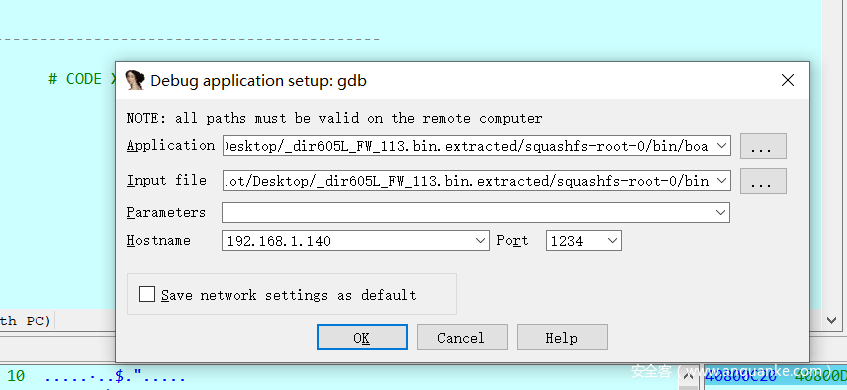 # CODE X
Debug application setup: gdb
NOTE: all paths must be valid on the remote computer
Application Desktop/_dir605L_FW_113.bin.extracted/squashfs-root-0/bin/boa ...
Input file .ot/Desktop/_dir605L_FW_113.bin.extracted/squashfs-root-0/bin ...
Parameters
Hostname 192.168.1.140 Port 1234
Save network settings as default
OK Cancel Help
th PC)
10 .....·..$.".....
40800C20 40800D
安全客 ( www.anquanke.com )